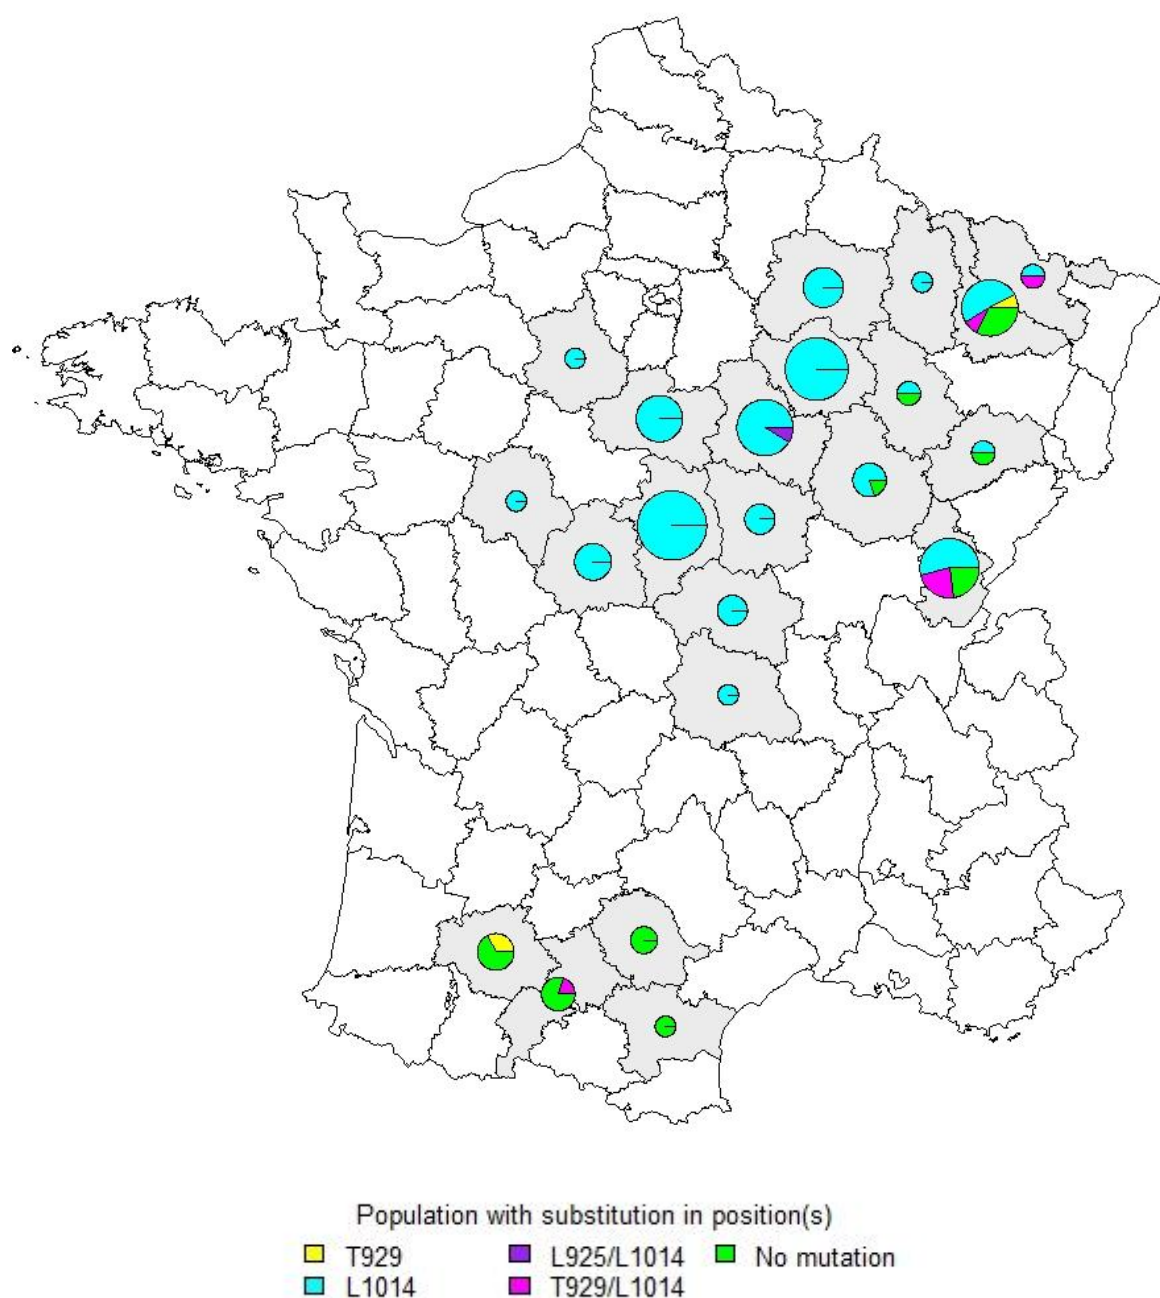 Population with substitution in position(s)
T929 L925/L1014 No mutation
L1014 T929/L1014